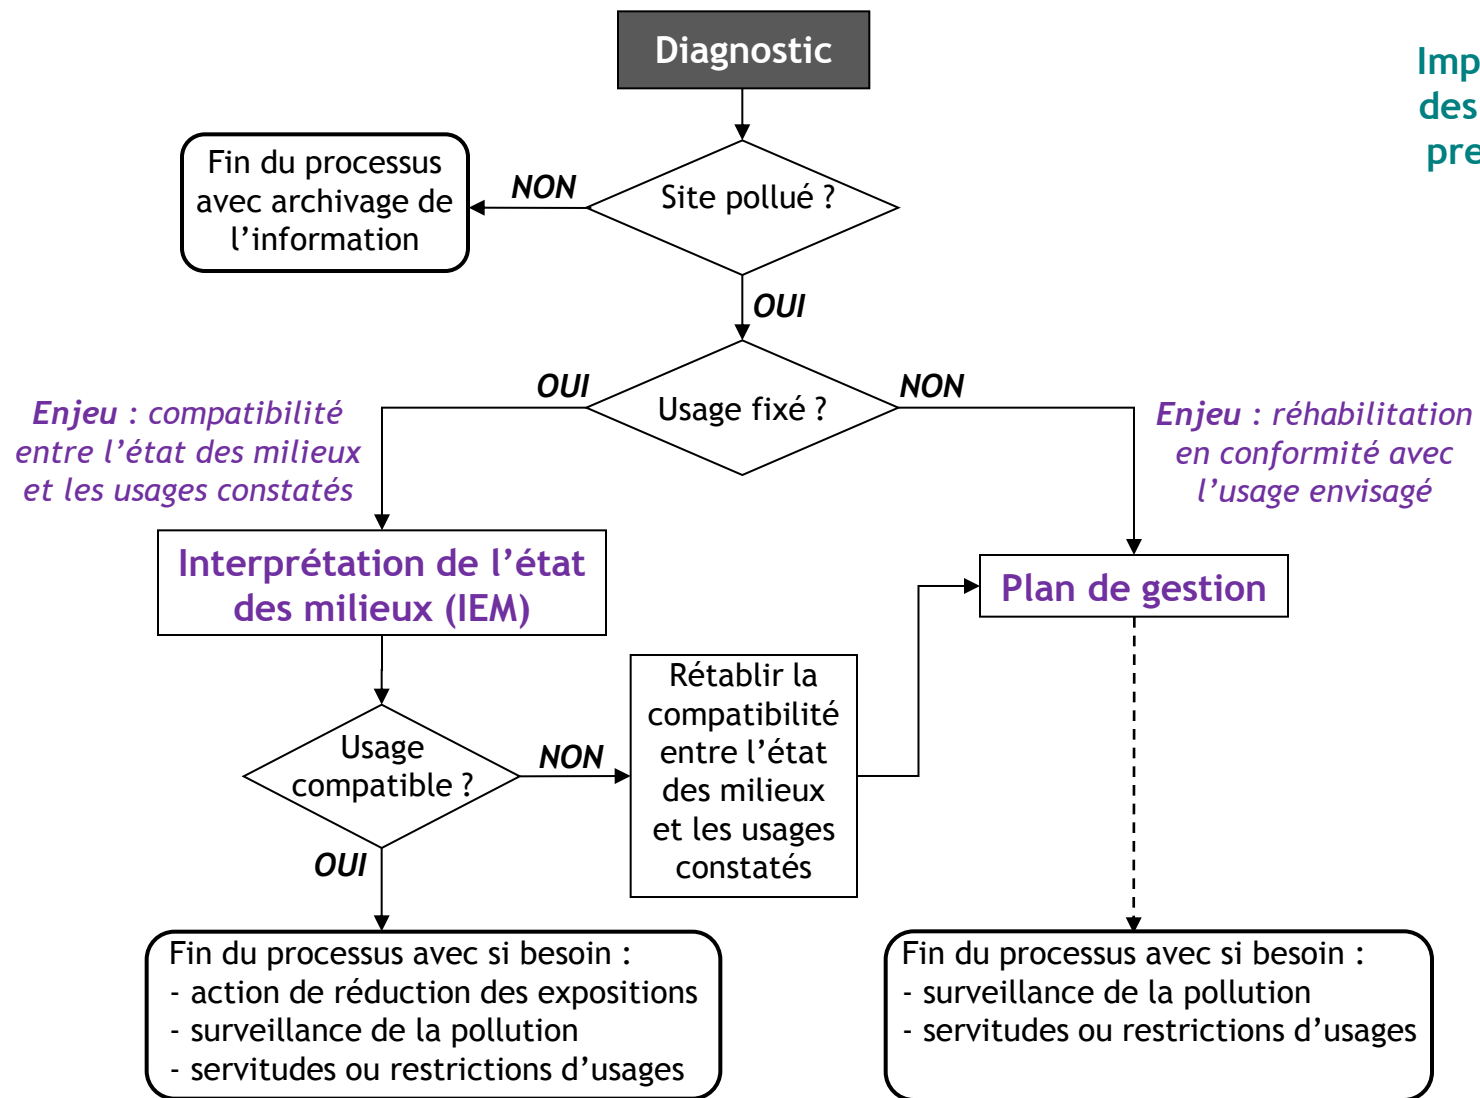 Diagnostic
Imp
des
pre
Fin du processus
avec archivage de
l’information
NON
Site pollué ?
OUI
OUI
Usage fixé ?
NON
Enjeu : compatibilité
entre l’état des milieux
et les usages constatés
Enjeu : réhabilitation
en conformité avec
l’usage envisagé
Interprétation de l’état
des milieux (IEM)
Plan de gestion
Usage
compatible ?
NON
Rétablir la
compatibilité
entre l’état
des milieux
et les usages
constatés
OUI
Fin du processus avec si besoin :
- action de réduction des expositions
- surveillance de la pollution
- servitudes ou restrictions d’usages
Fin du processus avec si besoin :
- surveillance de la pollution
- servitudes ou restrictions d’usages